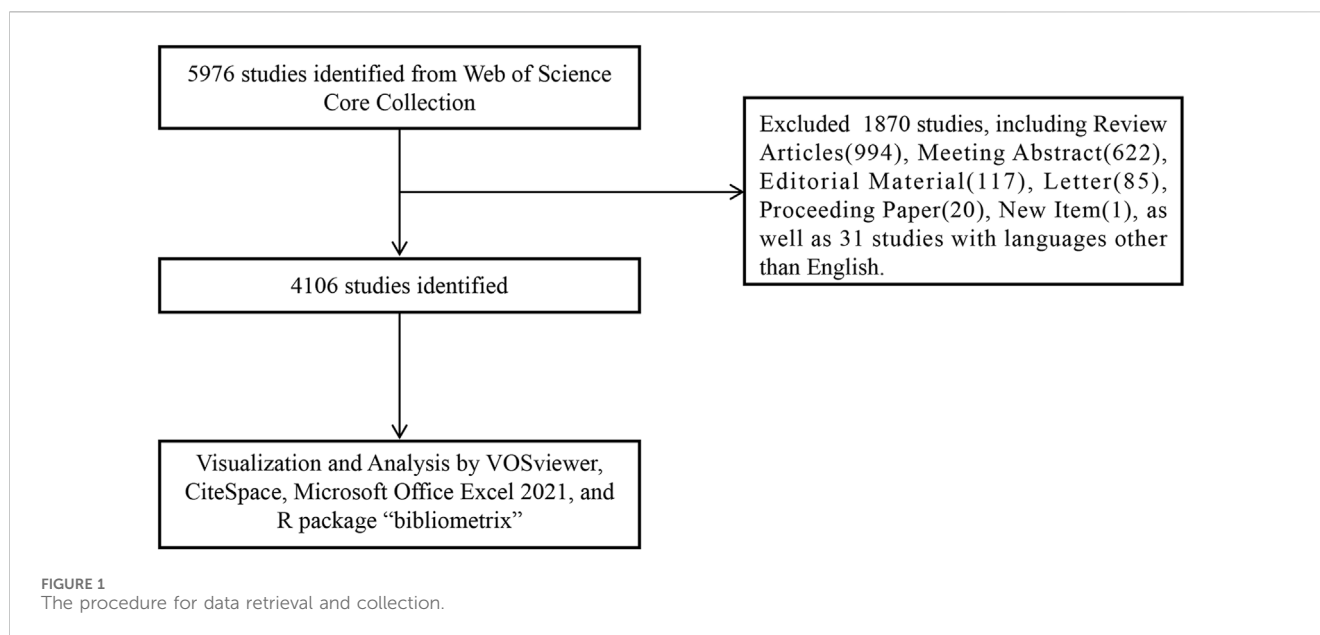 5976 studies identified from Web of Science
Core Collection
Excluded 1870 studies, including Review
Articles(994), Meeting Abstract(622),
Editorial Material(117), Letter(85),
Proceeding Paper(20), New Item(1), as
well as 31 studies with languages other
than English.
4106 studies identified
Visualization and Analysis by VOSviewer,
CiteSpace, Microsoft Office Excel 2021, and
R package “bibliometrix”
FIGURE 1
The procedure for data retrieval and collection.